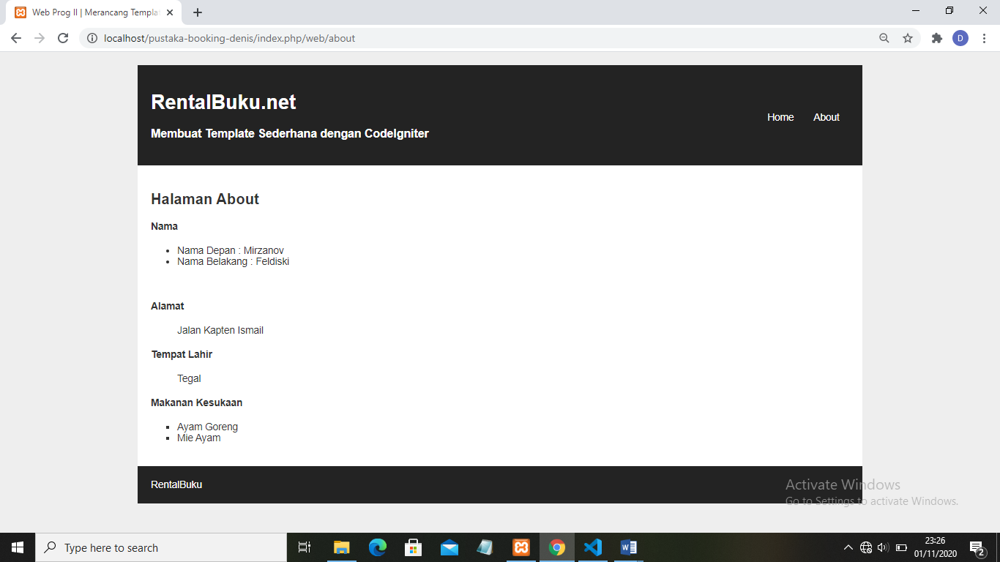 Web Prog II | Merancang Templat
localhost/pustaka-booking-denis/index.php/web/about
D
RentalBuku.net
Membuat Template Sederhana dengan CodeIgniter
Home About
Halaman About
Nama
• Nama Depan : Mirzanov
• Nama Belakang : Feldiski
Alamat
Jalan Kapten Ismail
Tempat Lahir
Tegal
Makanan Kesukaan
▪ Ayam Goreng
▪ Mie Ayam
RentalBuku
Activate Windows
Go to Settings to activate Windows.
Type here to search
23:26
01/11/2020
2